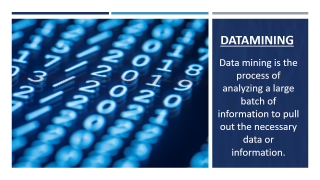 DATAMINING
Data mining is the
process of
analyzing a large
batch of
information to pull
out the necessary
data or
information.